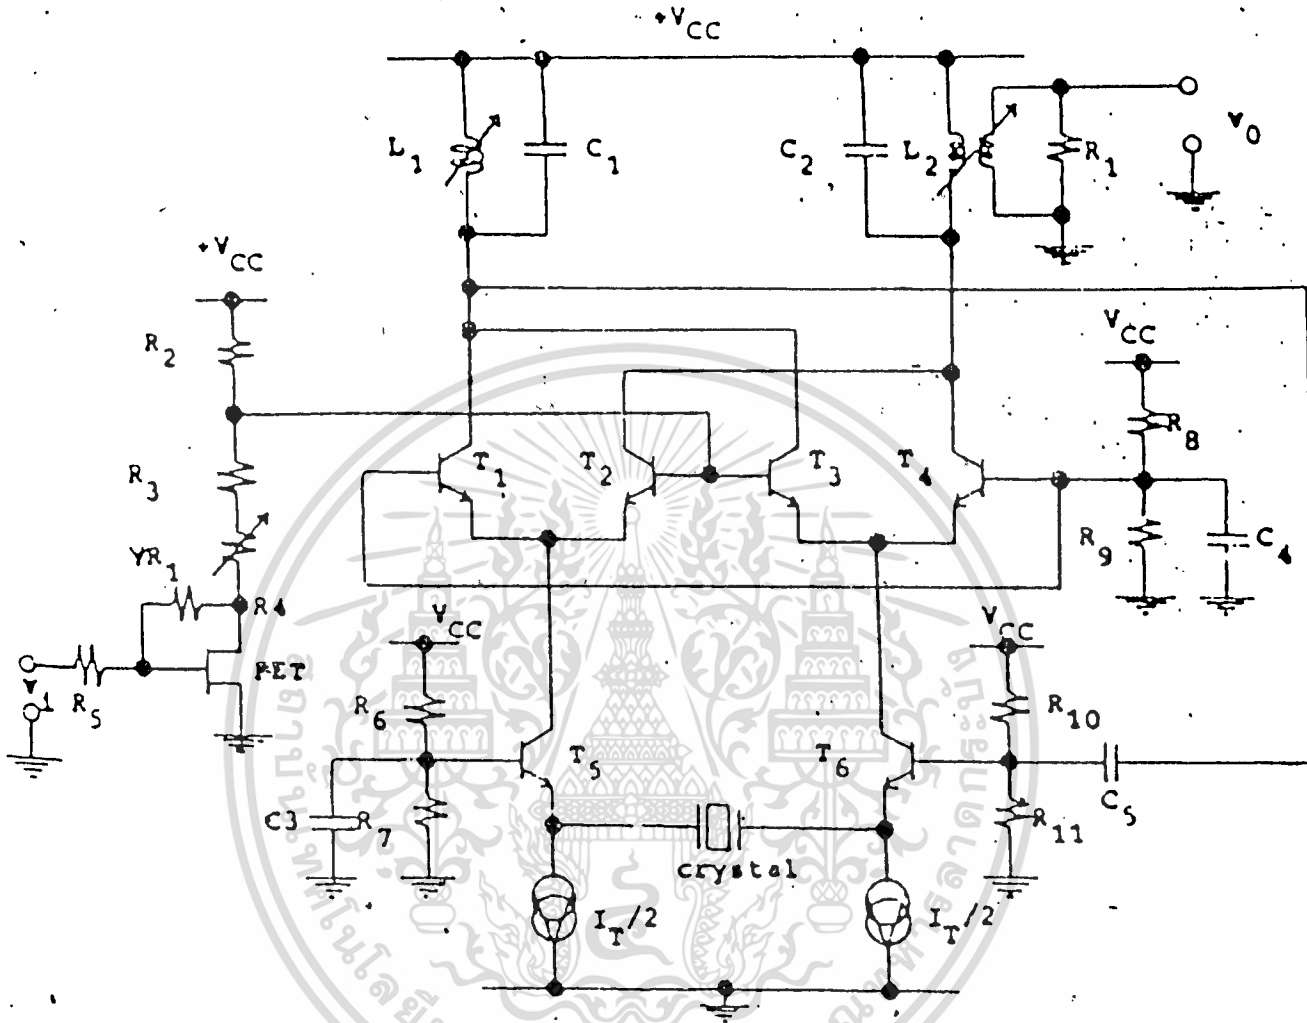 +VCC
L1
C1
C2
L2
R1
v0
+VCC
R2
VCC
R8
R3
T1
T2
T3
T4
VR1
R9
C4
R4
VCC
VCC
FET
v1
R5
R6
R10
T5
T6
C3
R7
C5
R11
crystal
IT/2
IT/2